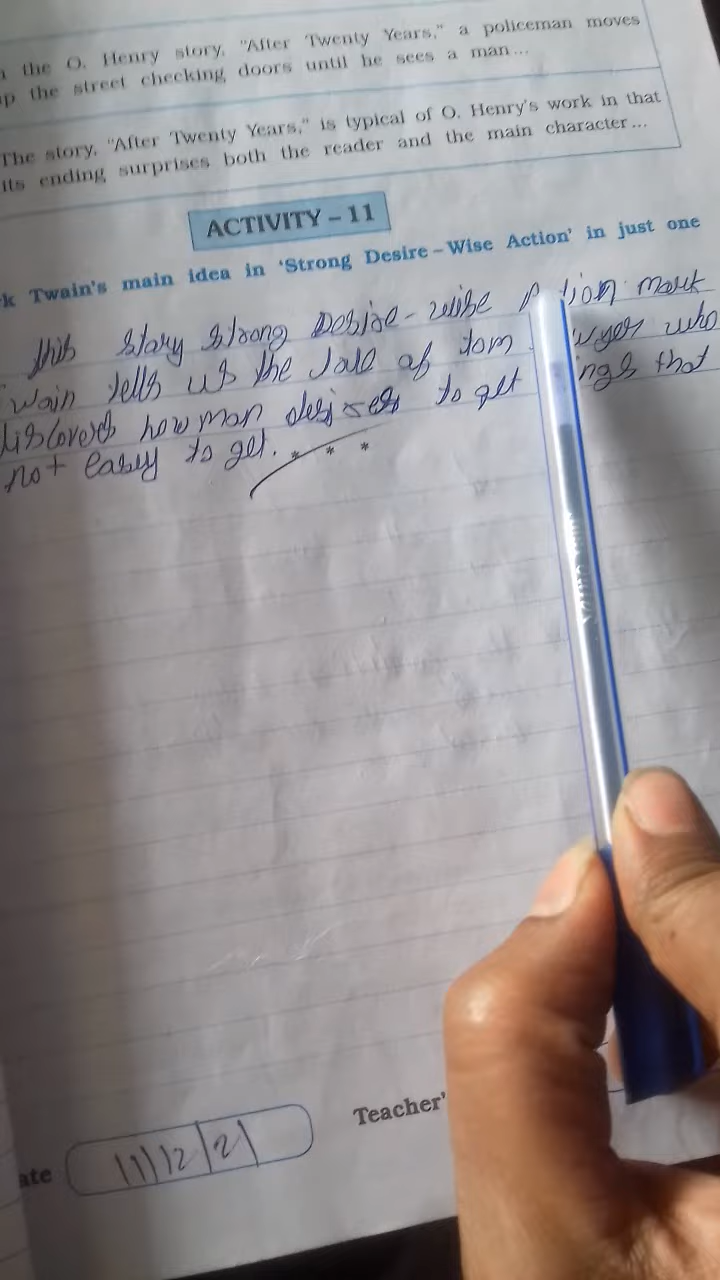 the O. Henry story, "After Twenty Years," a policeman moves
up the street checking doors until he sees a man...
The story, "After Twenty Years," is typical of O. Henry's work in that
its ending surprises both the reader and the main character...
ACTIVITY – 11
k Twain's main idea in 'Strong Desire – Wise Action' in just one
this story strong Desire - wise tion mark
wain tells us the tale of tom wyer who
discovered how man desires to get ings that
not easy to get.
* * *
Teacher'
ate 11/12/21